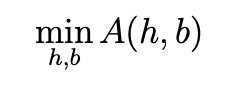 min A(h, b)
h,b